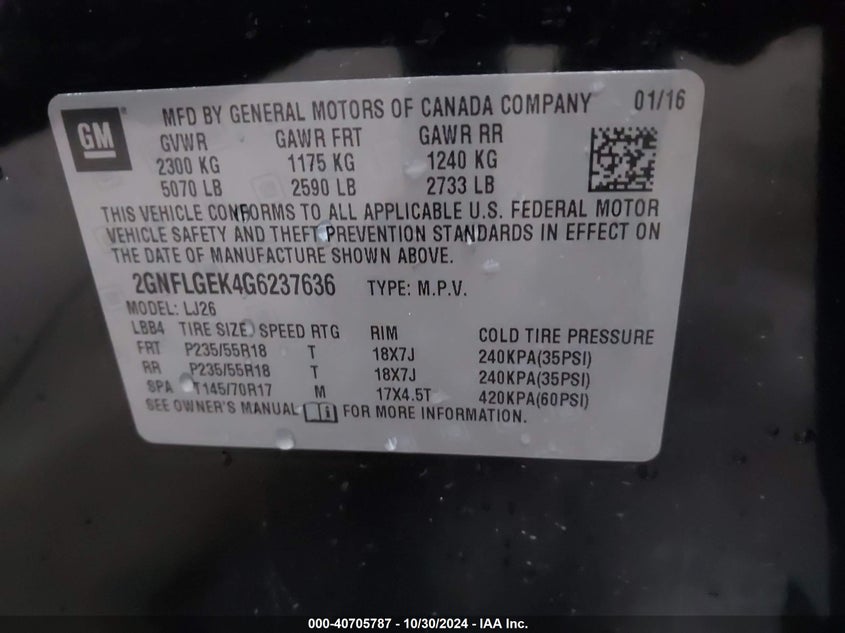 GM
MFD BY GENERAL MOTORS OF CANADA COMPANY 01/16
GVWR GAWR FRT GAWR RR
2300 KG 1175 KG 1240 KG
5070 LB 2590 LB 2733 LB
THIS VEHICLE CONFORMS TO ALL APPLICABLE U.S. FEDERAL MOTOR
VEHICLE SAFETY AND THEFT PREVENTION STANDARDS IN EFFECT ON
THE DATE OF MANUFACTURE SHOWN ABOVE.
2GNFLGEK4G6237636 TYPE: M.P.V.
MODEL: LJ26
LBB4 TIRE SIZE SPEED RTG RIM COLD TIRE PRESSURE
FRT P235/55R18 T 18X7J 240KPA(35PSI)
RR P235/55R18 T 18X7J 240KPA(35PSI)
SPA T145/70R17 M 17X4.5T 420KPA(60PSI)
SEE OWNER'S MANUAL FOR MORE INFORMATION.
000-40705787 - 10/30/2024 - IAA Inc.